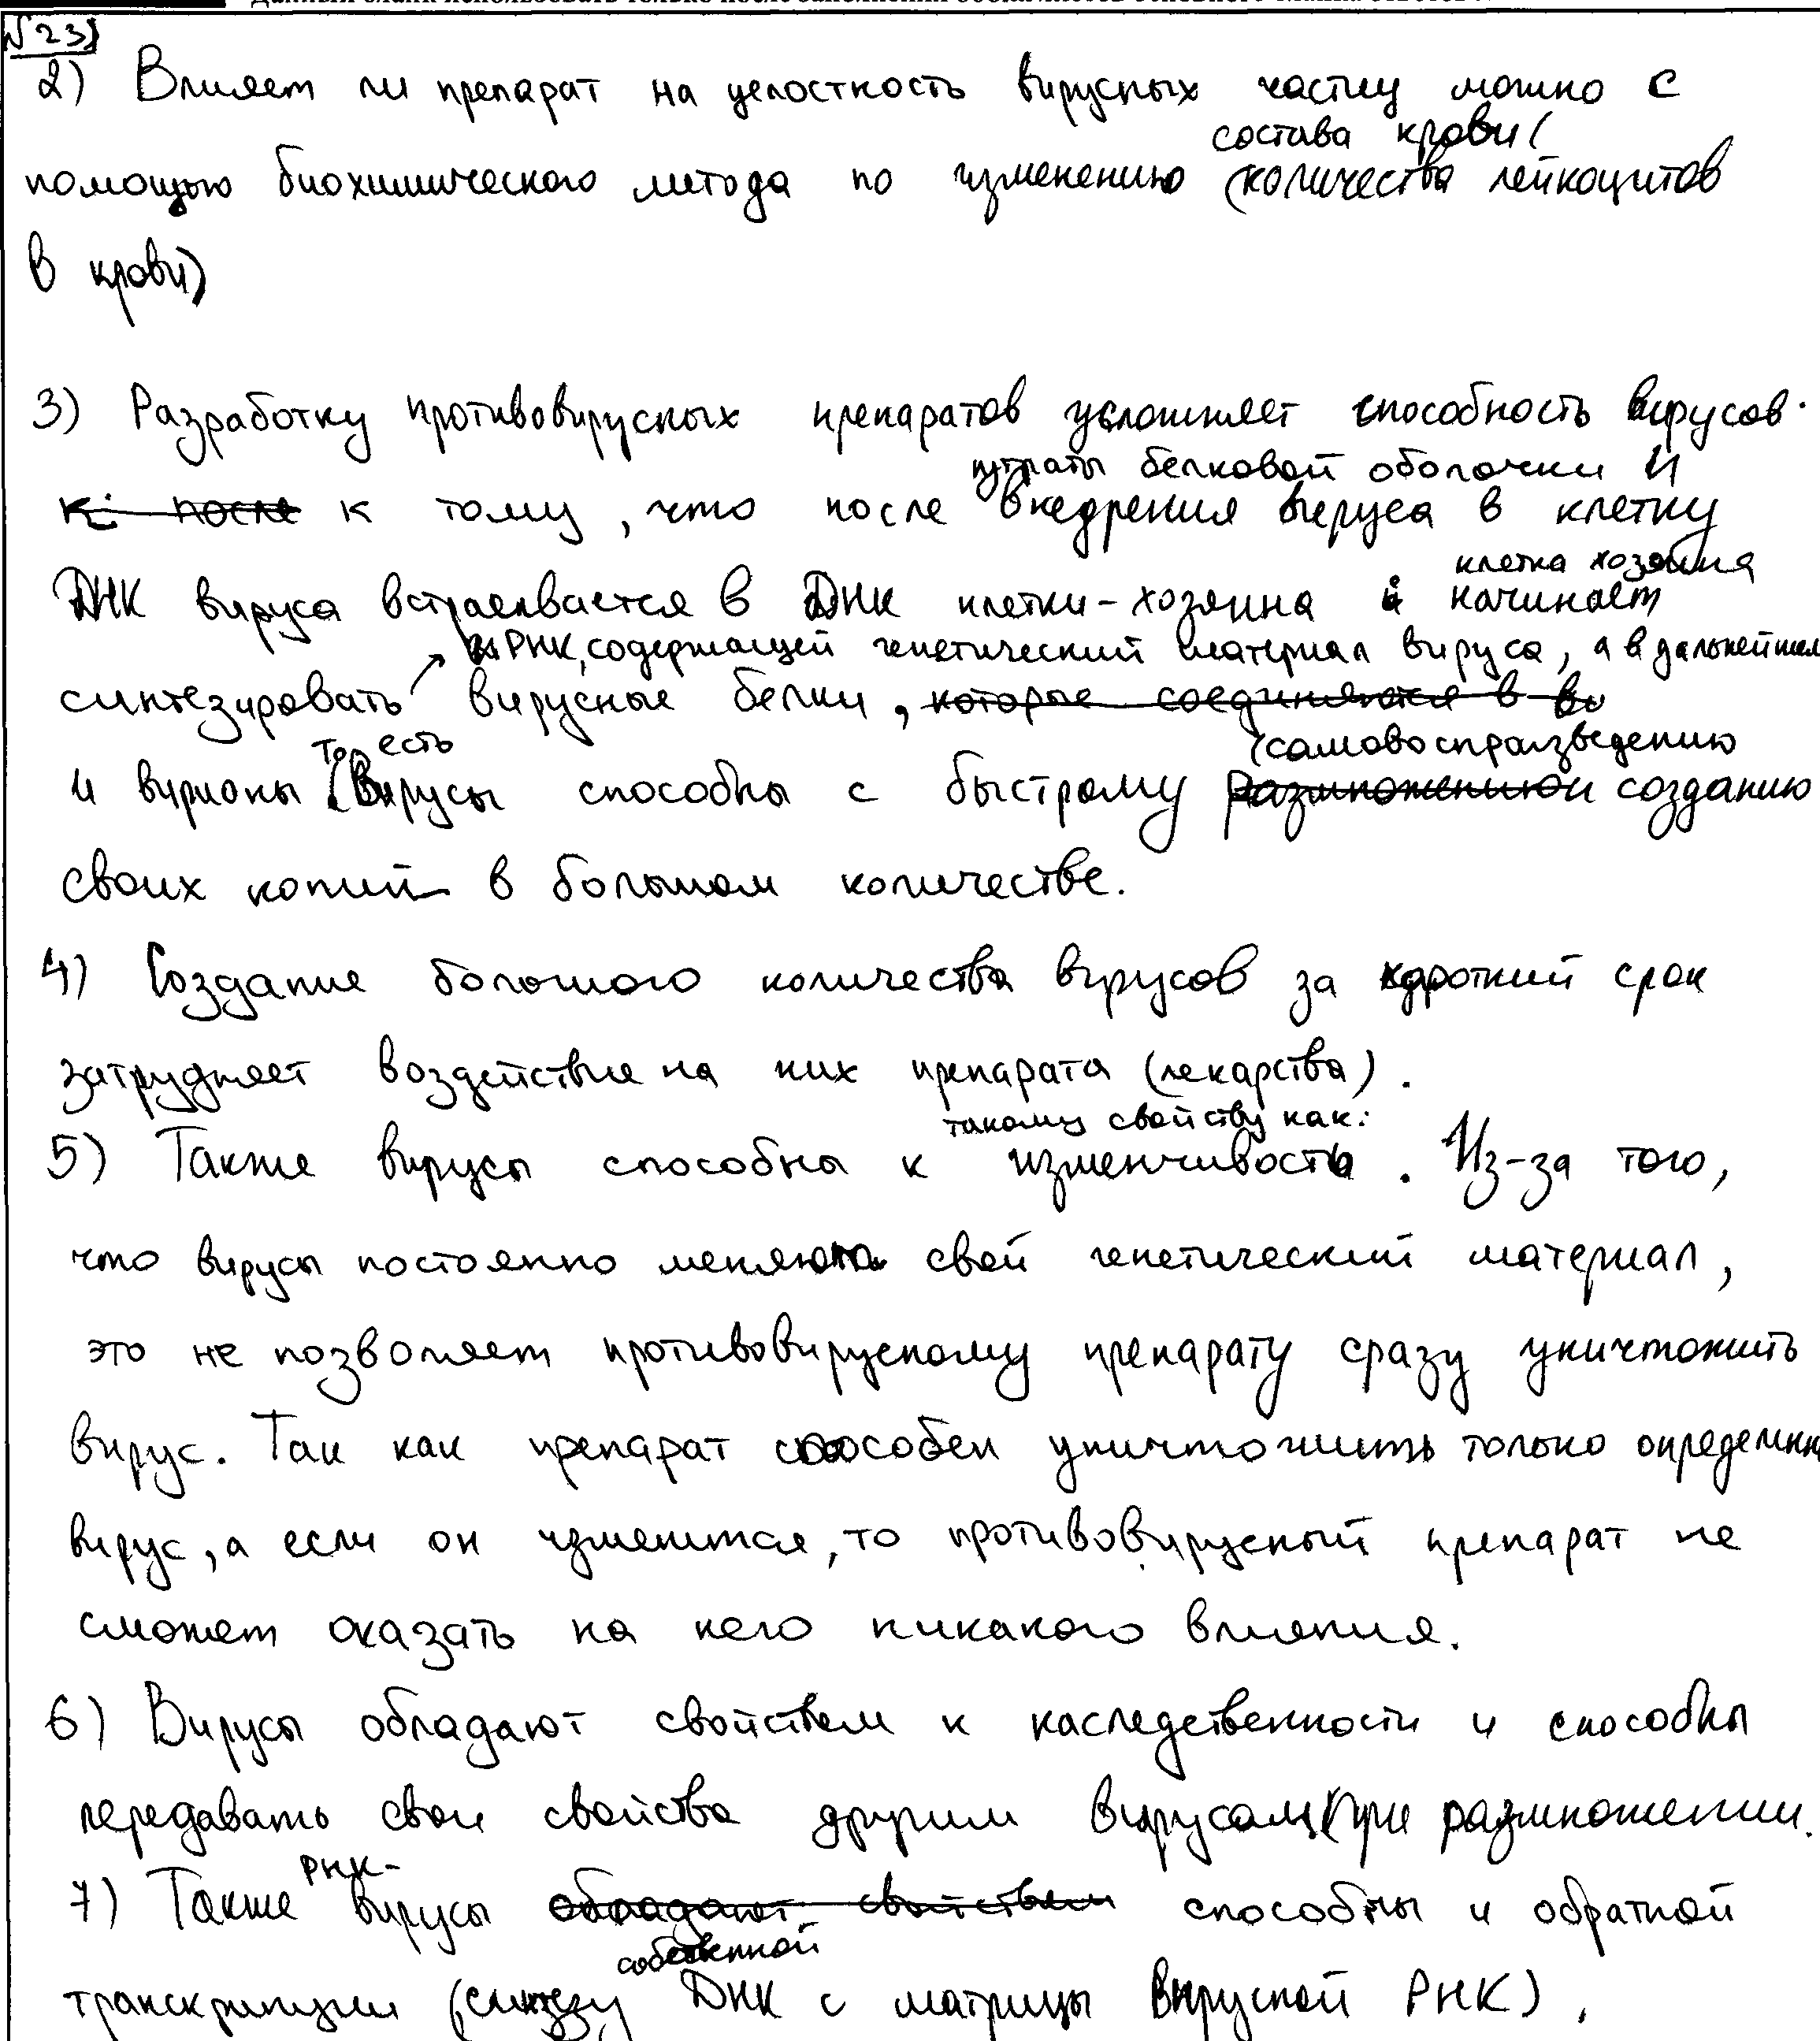 №23)
2) Влияет ли препарат на целостность вирусных частиц можно с
состава крови (
помощью биохимического метода по изменению (количества лейкоцитов
в крови)
3) Разработку противовирусных препаратов усложняет способность вирусов
утраты белковой оболочки и
к после к тому, что после внедрения вируса в клетку
клетка хозяина
ДНК вируса встраивается в ДНК клетки-хозяина и начинает
иРНК, содержащей генетический материал вируса, а в дальнейшем
синтезировать вирусные белки, которые соединяются в
то есть (самовоспроизведению
и вирионы. (Вирусы способны с быстрому размножению и созданию
своих копий в большом количестве.
4) Создание большого количества вирусов за короткий срок
затрудняет воздействие на них препарата (лекарства).
такому свойству как:
5) Также вирусы способны к изменчивость. Из-за того,
что вирусы постоянно меняют свой генетический материал,
это не позволяет противовирусному препарату сразу уничтожить
вирус. Так как препарат способен уничтожить только определенн
вирус, а если он изменится, то противовирусный препарат не
сможет оказать на него никакого влияния.
6) Вирусы обладают свойством к наследственности и способны
передавать свои свойства другим вирусам при размножении.
РНК-
7) Также вирусы обладают свойством способны и обратной
собственной
транскрипции (синтезу ДНК с матрицы вирусной РНК),